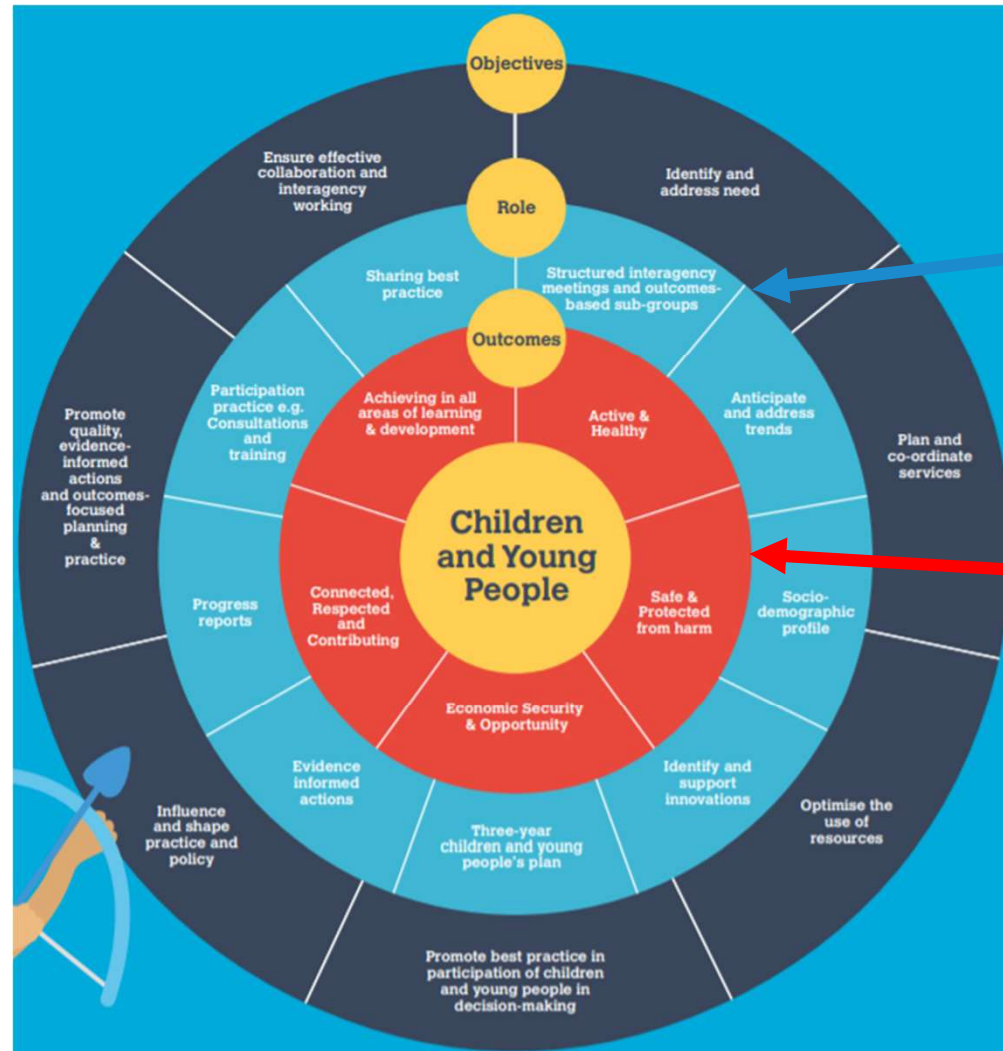 Objectives
Ensure effective
collaboration and
interagency
working
Identify and
address need
Plan and
co-ordinate
services
Optimise the
use of
resources
Promote best practice in
participation of children
and young people in
decision-making
Influence
and shape
practice and
policy
Promote
quality,
evidence-
informed
actions
and outcomes-
focused
planning
&
practice
Role
Sharing best
practice
Structured interagency
meetings and outcomes-
based sub-groups
Anticipate
and address
trends
Socio-
demographic
profile
Identify and
support
innovations
Three-year
children and young
people's plan
Evidence
informed
actions
Progress
reports
Participation
practice e.g.
Consultations
and
training
Outcomes
Achieving in all
areas of learning
& development
Active &
Healthy
Safe &
Protected
from harm
Economic Security
& Opportunity
Connected,
Respected
and
Contributing
Children
and Young
People